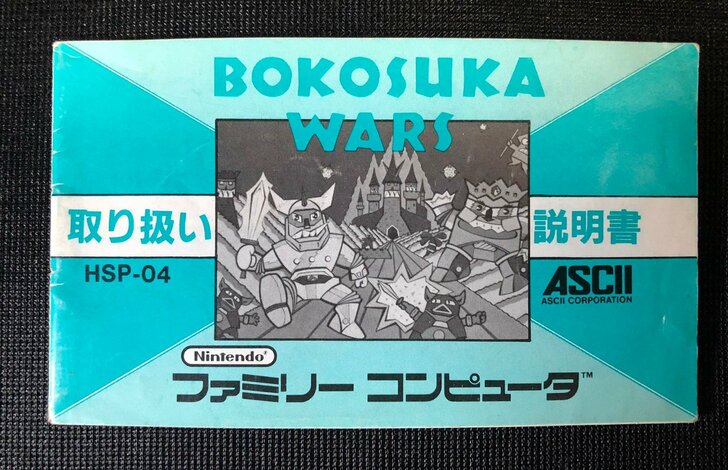 BOKOSUKA
WARS
取り扱い 説明書
HSP-04
ASCII
ASCII CORPORATION
Nintendo
ファミリー コンピュータ™